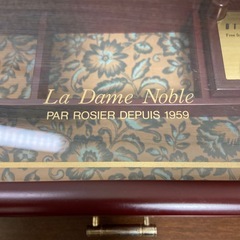 La Dame Noble
PAR ROSIER DEPUIS 1959